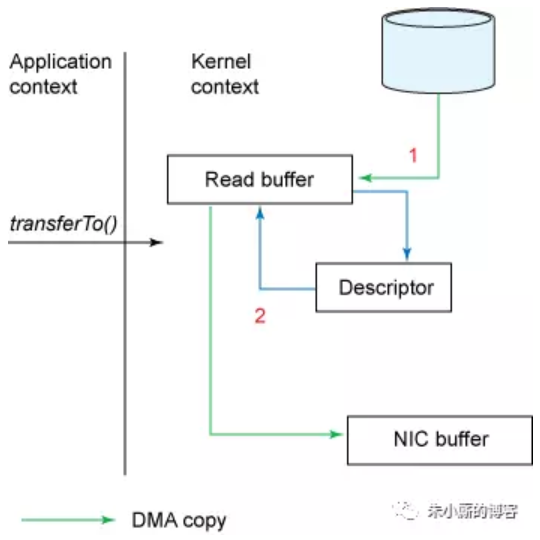 Application
context
Kernel
context
1
Read buffer
transferTo()
Descriptor
2
NIC buffer
朱小厮的博客
DMA copy